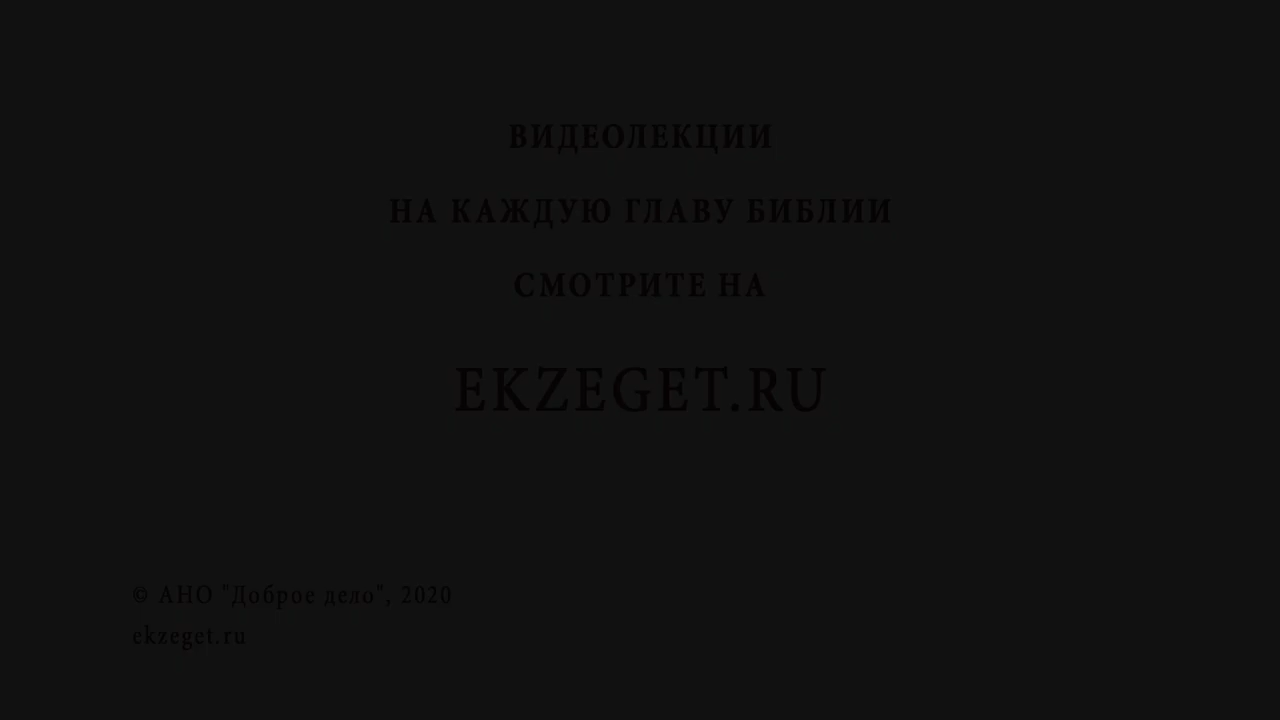 ВИДЕОЛЕКЦИИ
НА КАЖДУЮ ГЛАВУ БИБЛИИ
СМОТРИТЕ НА
EKZEGET.RU
© АНО "Доброе дело", 2020
ekzeget.ru